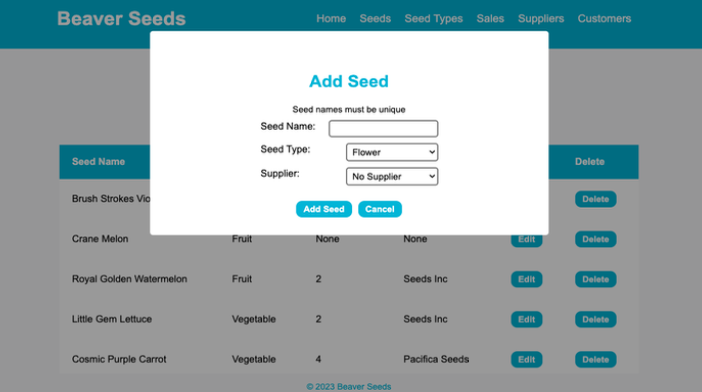 Beaver Seeds Home Seeds Seed Types Sales Suppliers Customers
Add Seed
Seed names must be unique
Seed Name:
Seed Type: Flower
Supplier: No Supplier
Add Seed Cancel
Seed Name Delete
Brush Strokes Vio Delete
Crane Melon Fruit None None Edit Delete
Royal Golden Watermelon Fruit 2 Seeds Inc Edit Delete
Little Gem Lettuce Vegetable 2 Seeds Inc Edit Delete
Cosmic Purple Carrot Vegetable 4 Pacifica Seeds Edit Delete
© 2023 Beaver Seeds